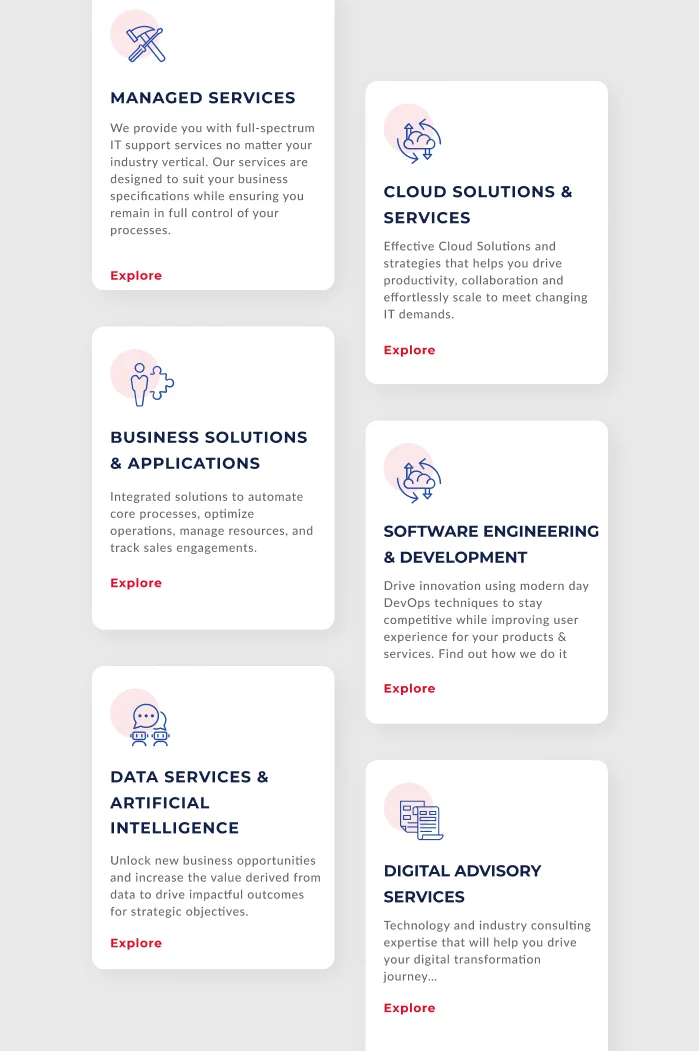 MANAGED SERVICES
We provide you with full-spectrum
IT support services no matter your
industry vertical. Our services are
designed to suit your business
specifications while ensuring you
remain in full control of your
processes.
Explore
BUSINESS SOLUTIONS
& APPLICATIONS
Integrated solutions to automate
core processes, optimize
operations, manage resources, and
track sales engagements.
Explore
DATA SERVICES &
ARTIFICIAL
INTELLIGENCE
Unlock new business opportunities
and increase the value derived from
data to drive impactful outcomes
for strategic objectives.
Explore
CLOUD SOLUTIONS &
SERVICES
Effective Cloud Solutions and
strategies that helps you drive
productivity, collaboration and
effortlessly scale to meet changing
IT demands.
Explore
SOFTWARE ENGINEERING
& DEVELOPMENT
Drive innovation using modern day
DevOps techniques to stay
competitive while improving user
experience for your products &
services. Find out how we do it
Explore
DIGITAL ADVISORY
SERVICES
Technology and industry consulting
expertise that will help you drive
your digital transformation
journey...
Explore